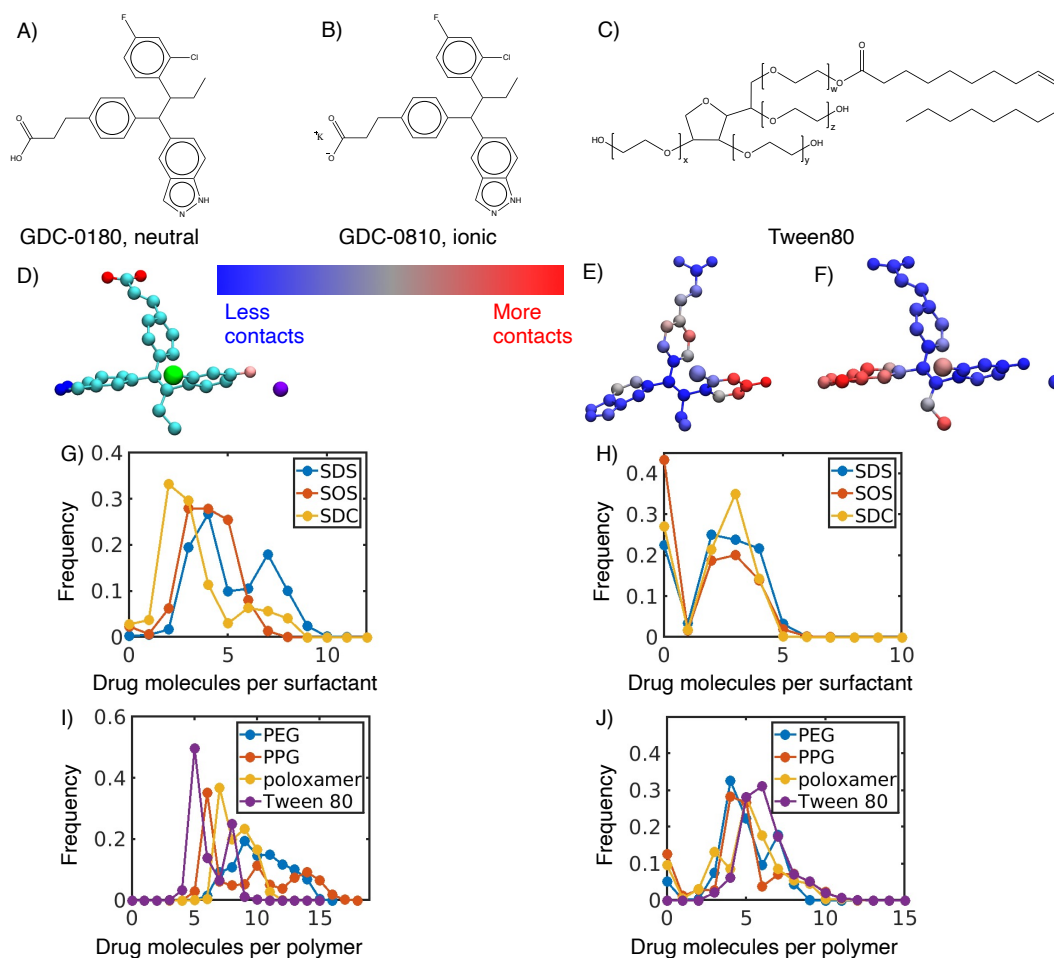 A)
F
Cl
O
HO
NH
N
GDC-0180, neutral
B)
F
Cl
O
+K
O
-
NH
N
GDC-0810, ionic
C)
O
O
O
w
O
O
OH
z
HO
O
x
O
O
OH
y
Tween80
D)
Less
contacts
More
contacts
E)
F)
G)
Frequency
0.4
0.3
0.2
0.1
0
0
5
10
SDS
SOS
SDC
Drug molecules per surfactant
H)
Frequency
0.4
0.3
0.2
0.1
0
0
5
10
SDS
SOS
SDC
Drug molecules per surfactant
I)
Frequency
0.6
0.4
0.2
0
0
5
10
15
PEG
PPG
poloxamer
Tween 80
Drug molecules per polymer
J)
Frequency
0.4
0.3
0.2
0.1
0
0
5
10
15
PEG
PPG
poloxamer
Tween 80
Drug molecules per polymer